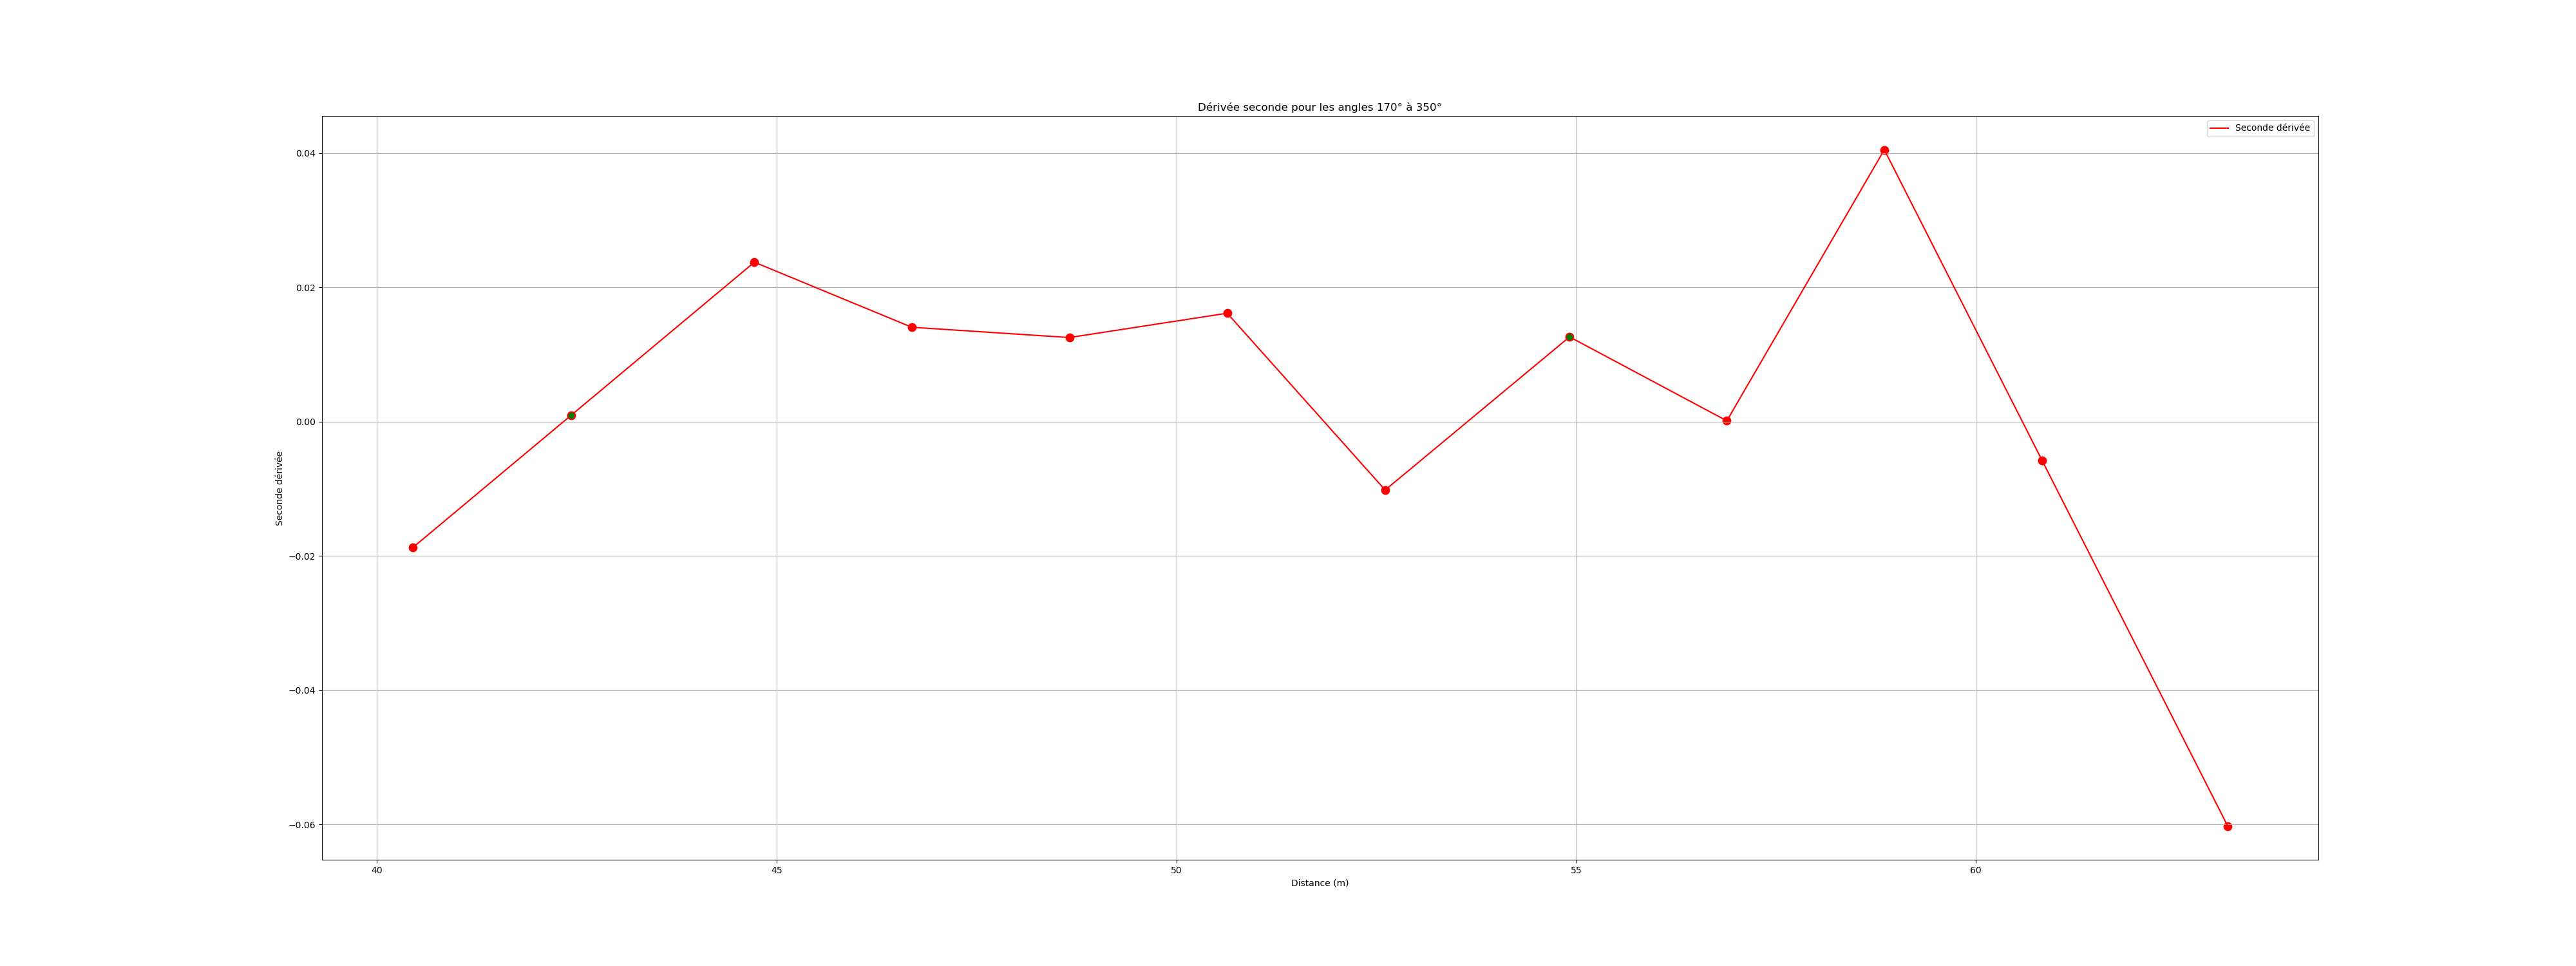 Dérivée seconde pour les angles 170° à 350°
Seconde dérivée
0.04
0.02
0.00
−0.02
−0.04
−0.06
Seconde dérivée
40
45
50
55
60
Distance (m)